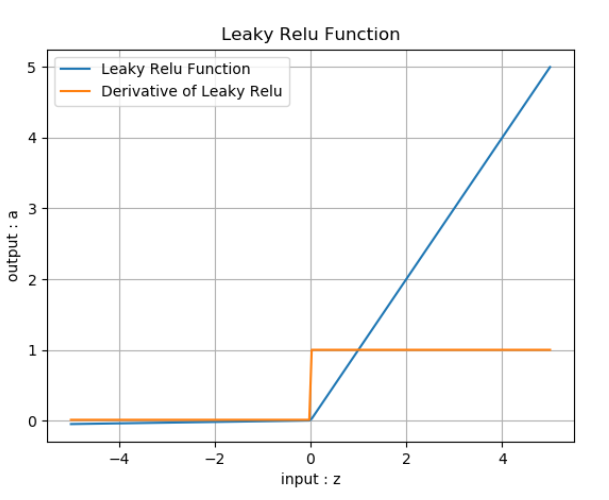 Leaky Relu Function
Leaky Relu Function
Derivative of Leaky Relu
5
4
3
2
1
0
output : a
−4
−2
0
2
4
input : z